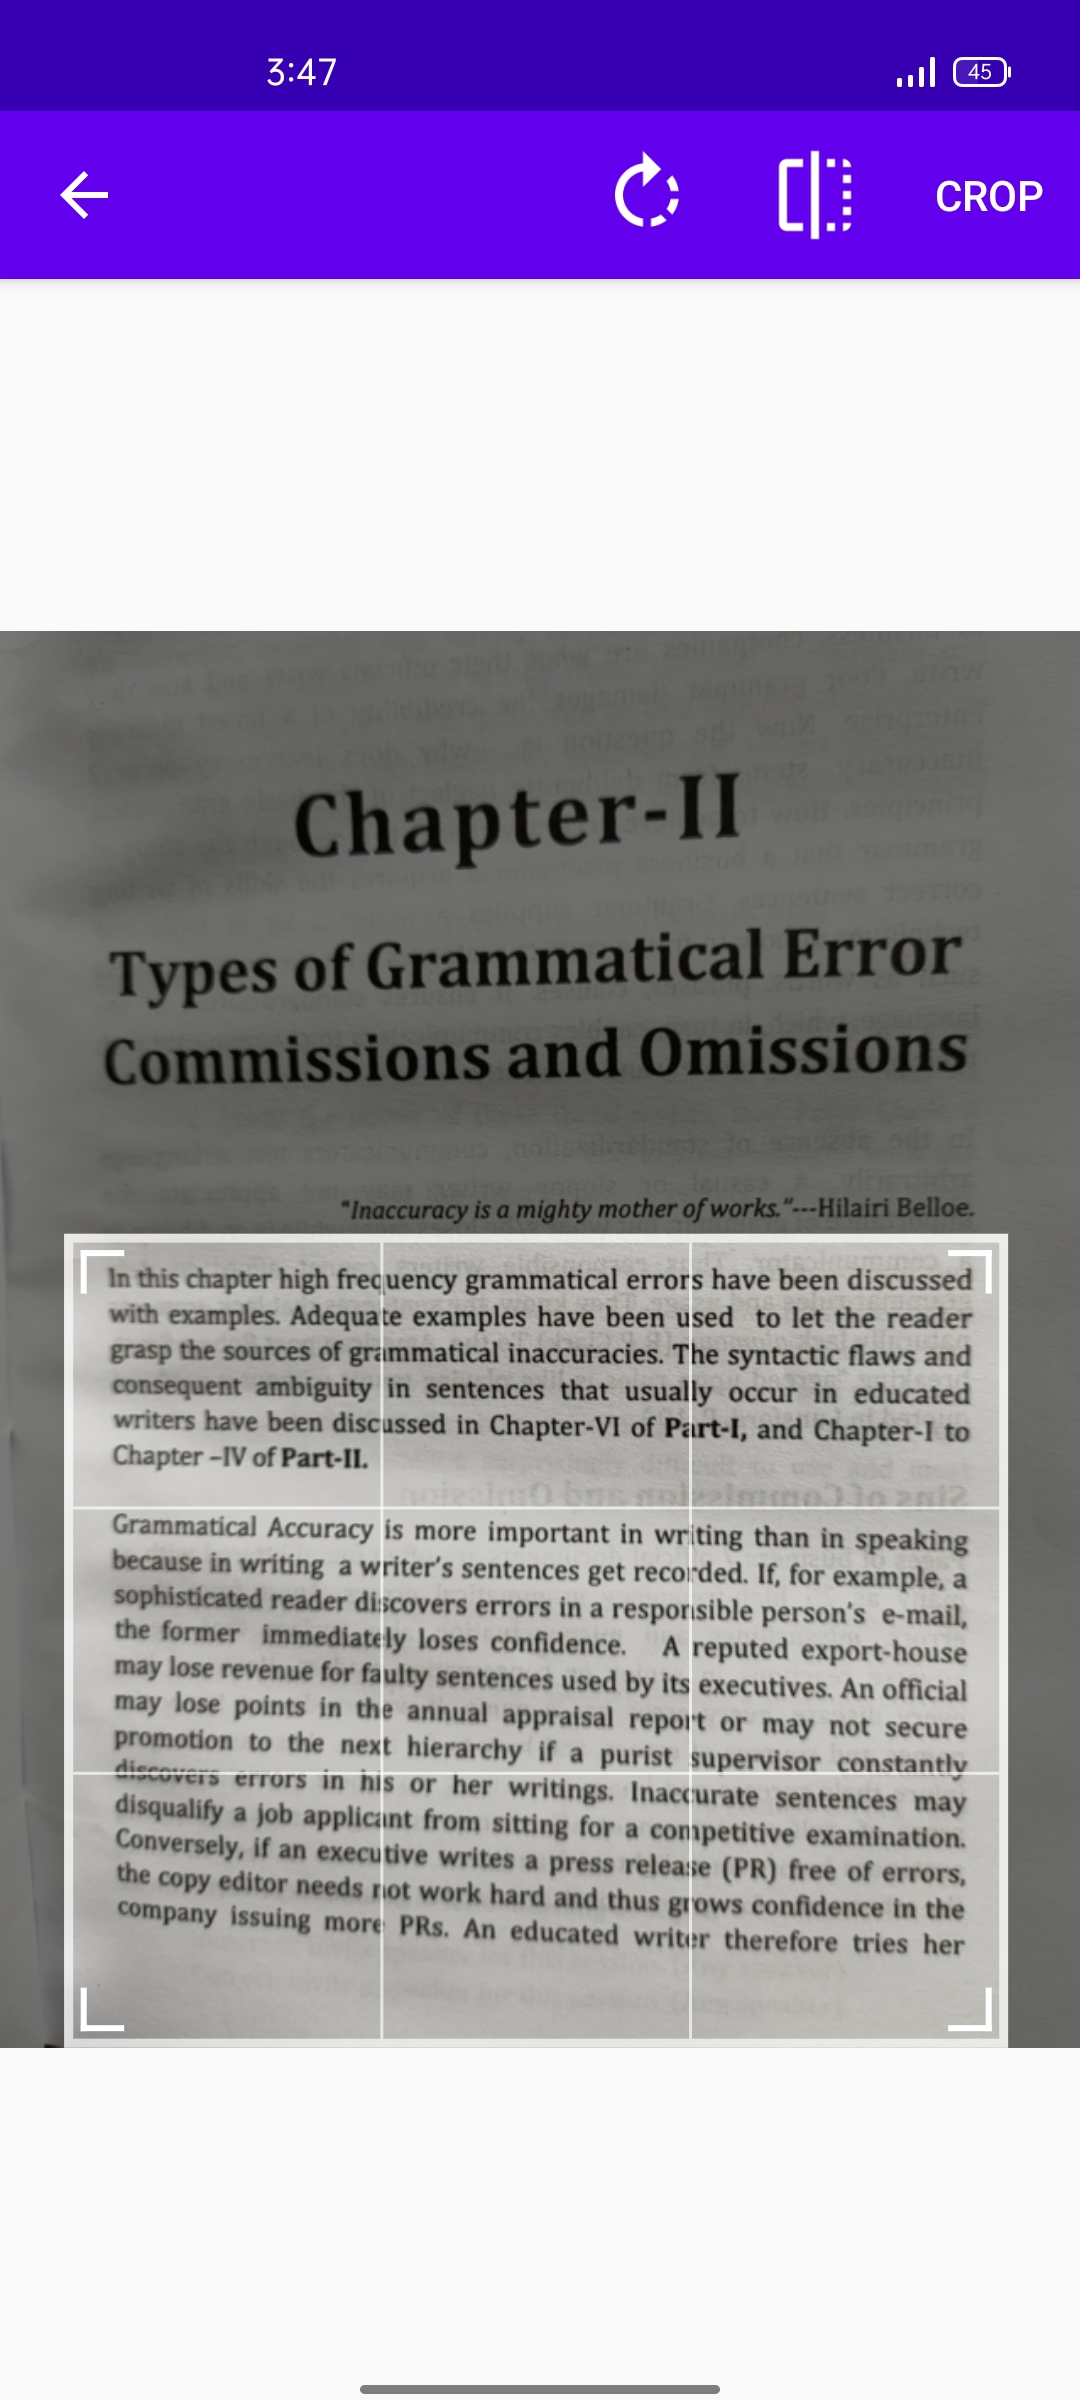 3:47
45
CROP
Chapter-II
Types of Grammatical Error
Commissions and Omissions
"Inaccuracy is a mighty mother of works."---Hilairi Belloe.
In this chapter high frequency grammatical errors have been discussed
with examples. Adequate examples have been used to let the reader
grasp the sources of grammatical inaccuracies. The syntactic flaws and
consequent ambiguity in sentences that usually occur in educated
writers have been discussed in Chapter-VI of Part-I, and Chapter-I to
Chapter –IV of Part-II.
Grammatical Accuracy is more important in writing than in speaking
because in writing a writer's sentences get recorded. If, for example, a
sophisticated reader discovers errors in a responsible person's e-mail,
the former immediately loses confidence. A reputed export-house
may lose revenue for faulty sentences used by its executives. An official
may lose points in the annual appraisal report or may not secure
promotion to the next hierarchy if a purist supervisor constantly
discovers errors in his or her writings. Inaccurate sentences may
disqualify a job applicant from sitting for a competitive examination.
Conversely, if an executive writes a press release (PR) free of errors,
the copy editor needs not work hard and thus grows confidence in the
company issuing more PRs. An educated writer therefore tries her